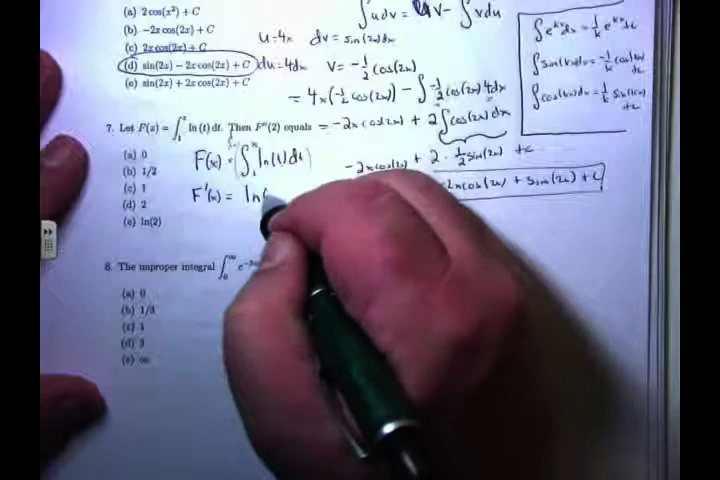 (a) 2 cos(x²) + C
∫udv = uv - ∫vdu
(b) -2x cos(2x) + C
u=4x dv = sin(2x)dx
(c) 2x cos(2x) + C
(d) sin(2x) - 2x cos(2x) + C
du=4dx v= -1/2 cos(2x)
(e) sin(2x) + 2x cos(2x) + C
= 4x(-1/2 cos(2x)) - ∫-1/2 cos(2x) 4dx
= -2x cos(2x) + 2∫cos(2x)dx
-2x cos(2x) + 2 · 1/2 sin(2x) + C
2x cos(2x) + sin(2x) + C
∫e^kx dx = 1/k e^kx +C
∫sin(kx)dx = -1/k cos(kx) +C
∫cos(kx)dx = 1/k sin(kx) +C
7. Let F(x) = ∫ ln(t) dt. Then F''(2) equals
(a) 0
(b) 1/2
(c) 1
(d) 2
(e) ln(2)
F(x) = (∫₁ˣ ln(t)dt)
F'(x) = ln(
8. The improper integral ∫₀^∞ e
(a) 0
(b) 1/3
(c) 1
(d) 3
(e) ∞